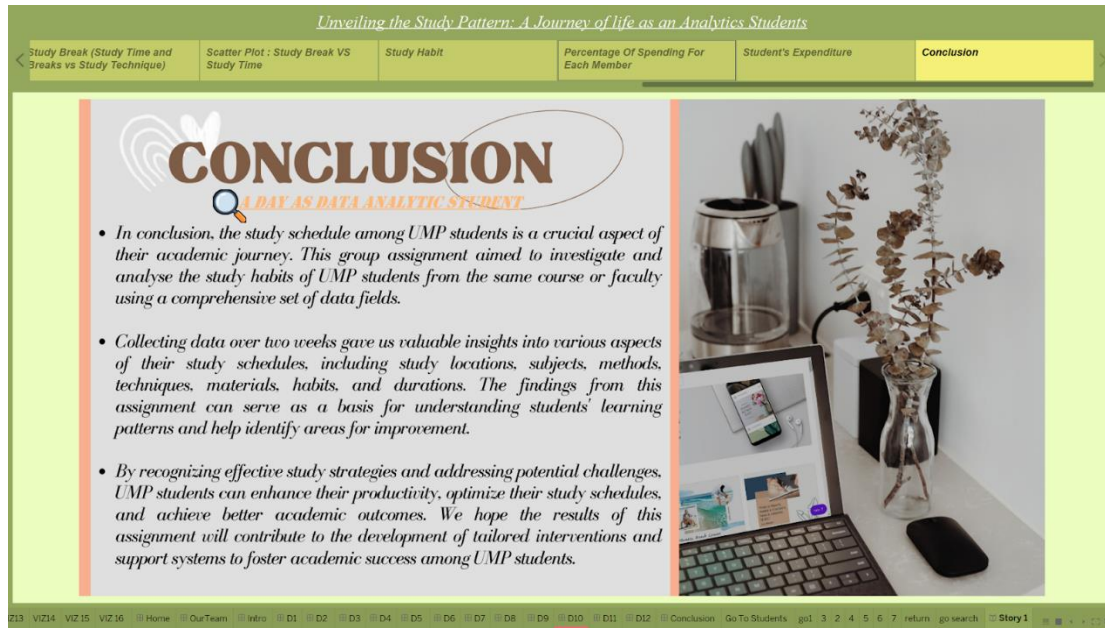 Unveiling the Study Pattern: A Journey of life as an Analytics Students
Study Break (Study Time and
Breaks vs Study Technique)
Scatter Plot : Study Break VS
Study Time
Study Habit
Percentage Of Spending For
Each Member
Student's Expenditure
Conclusion
CONCLUSION
A DAY AS DATA ANALYTIC STUDENT
• In conclusion, the study schedule among UMP students is a crucial aspect of
their academic journey. This group assignment aimed to investigate and
analyse the study habits of UMP students from the same course or faculty
using a comprehensive set of data fields.
• Collecting data over two weeks gave us valuable insights into various aspects
of their study schedules, including study locations, subjects, methods,
techniques, materials, habits, and durations. The findings from this
assignment can serve as a basis for understanding students' learning
patterns and help identify areas for improvement.
• By recognizing effective study strategies and addressing potential challenges,
UMP students can enhance their productivity, optimize their study schedules,
and achieve better academic outcomes. We hope the results of this
assignment will contribute to the development of tailored interventions and
support systems to foster academic success among UMP students.
VIZ14 VIZ 15 VIZ 16 Home OurTeam Intro D1 D2 D3 D4 D5 D6 D7 D8 D9 D10 D11 D12 Conclusion Go To Students go1 3 2 4 5 6 7 return go search Story 1